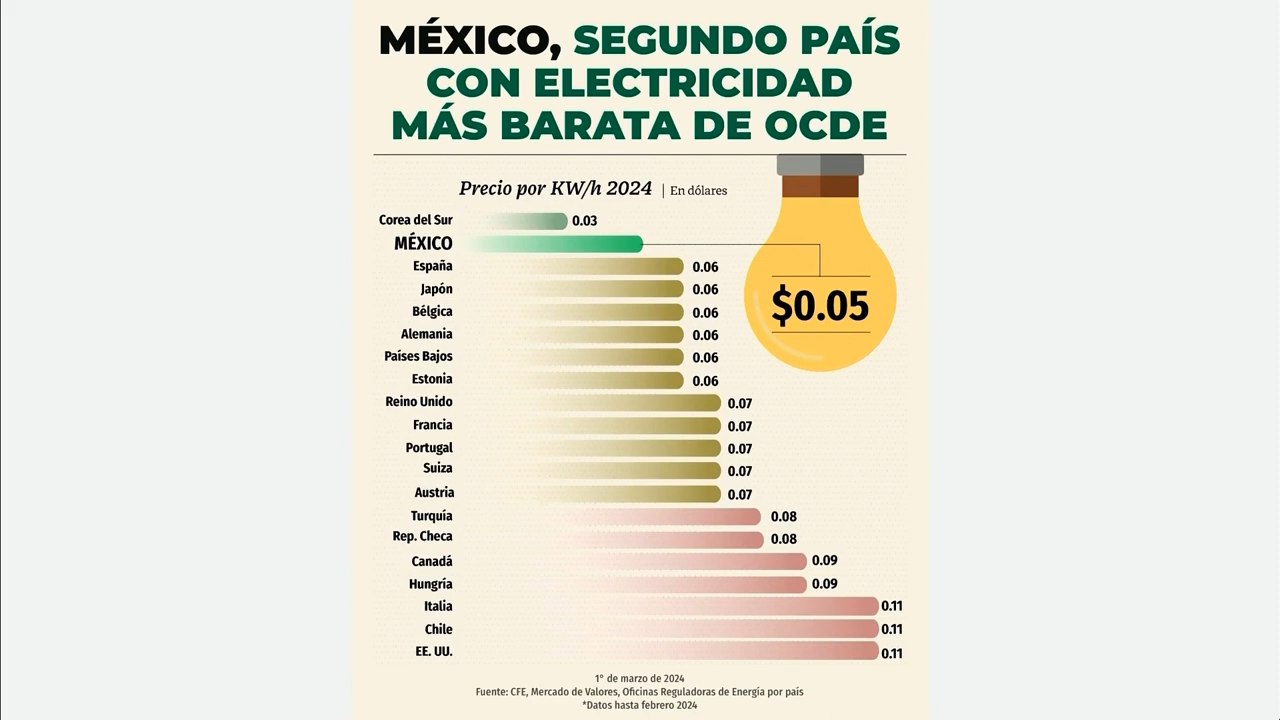 MÉXICO, SEGUNDO PAÍS
CON ELECTRICIDAD
MÁS BARATA DE OCDE
Precio por KW/h 2024 | En dólares
Corea del Sur 0.03
MÉXICO $0.05
España 0.06
Japón 0.06
Bélgica 0.06
Alemania 0.06
Países Bajos 0.06
Estonia 0.06
Reino Unido 0.07
Francia 0.07
Portugal 0.07
Suiza 0.07
Austria 0.07
Turquía 0.08
Rep. Checa 0.08
Canadá 0.09
Hungría 0.09
Italia 0.11
Chile 0.11
EE. UU. 0.11
1° de marzo de 2024
Fuente: CFE, Mercado de Valores, Oficinas Reguladoras de Energía por país
*Datos hasta febrero 2024